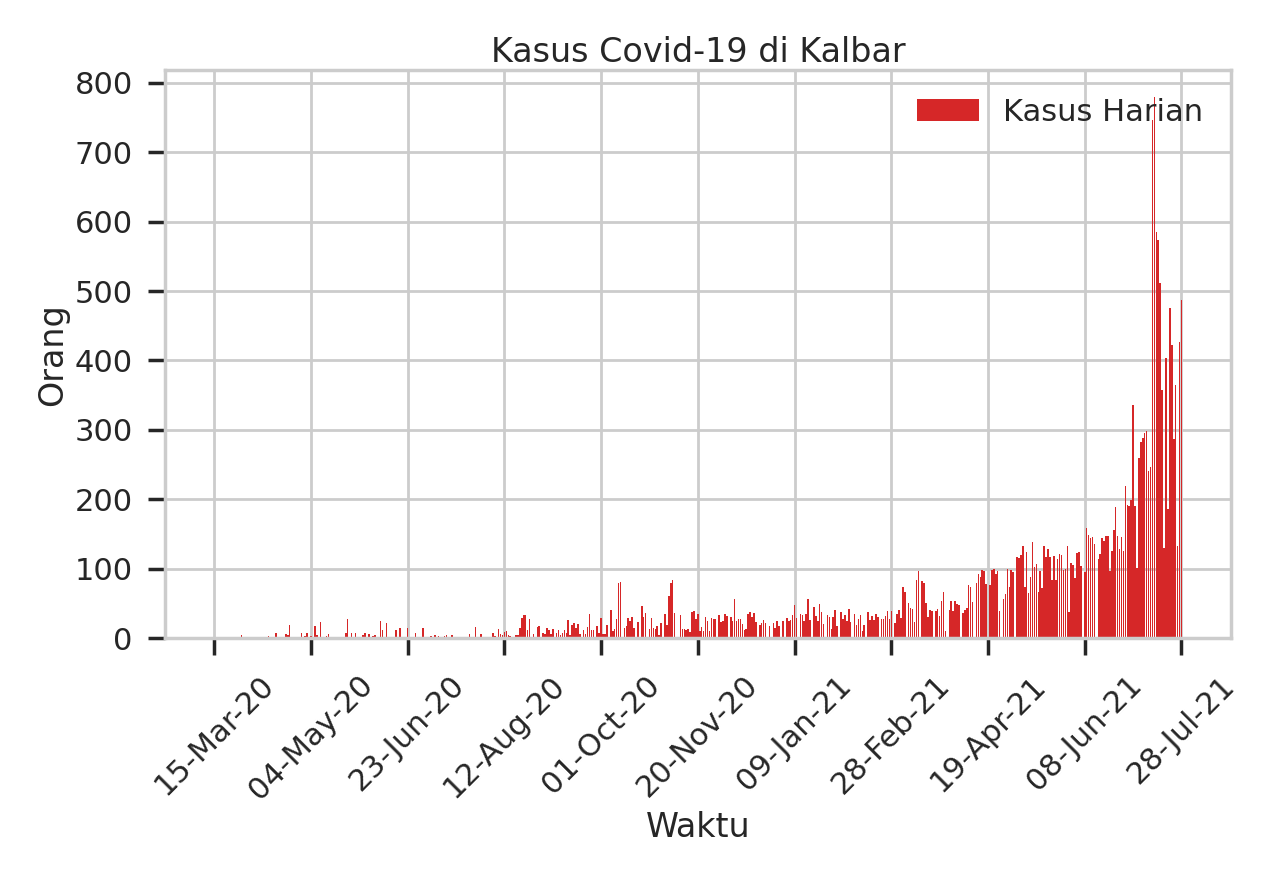 Kasus Covid-19 di Kalbar
Kasus Harian
800
700
600
500
400
300
200
100
0
Orang
15-Mar-20
04-May-20
23-Jun-20
12-Aug-20
01-Oct-20
20-Nov-20
09-Jan-21
28-Feb-21
19-Apr-21
08-Jun-21
28-Jul-21
Waktu